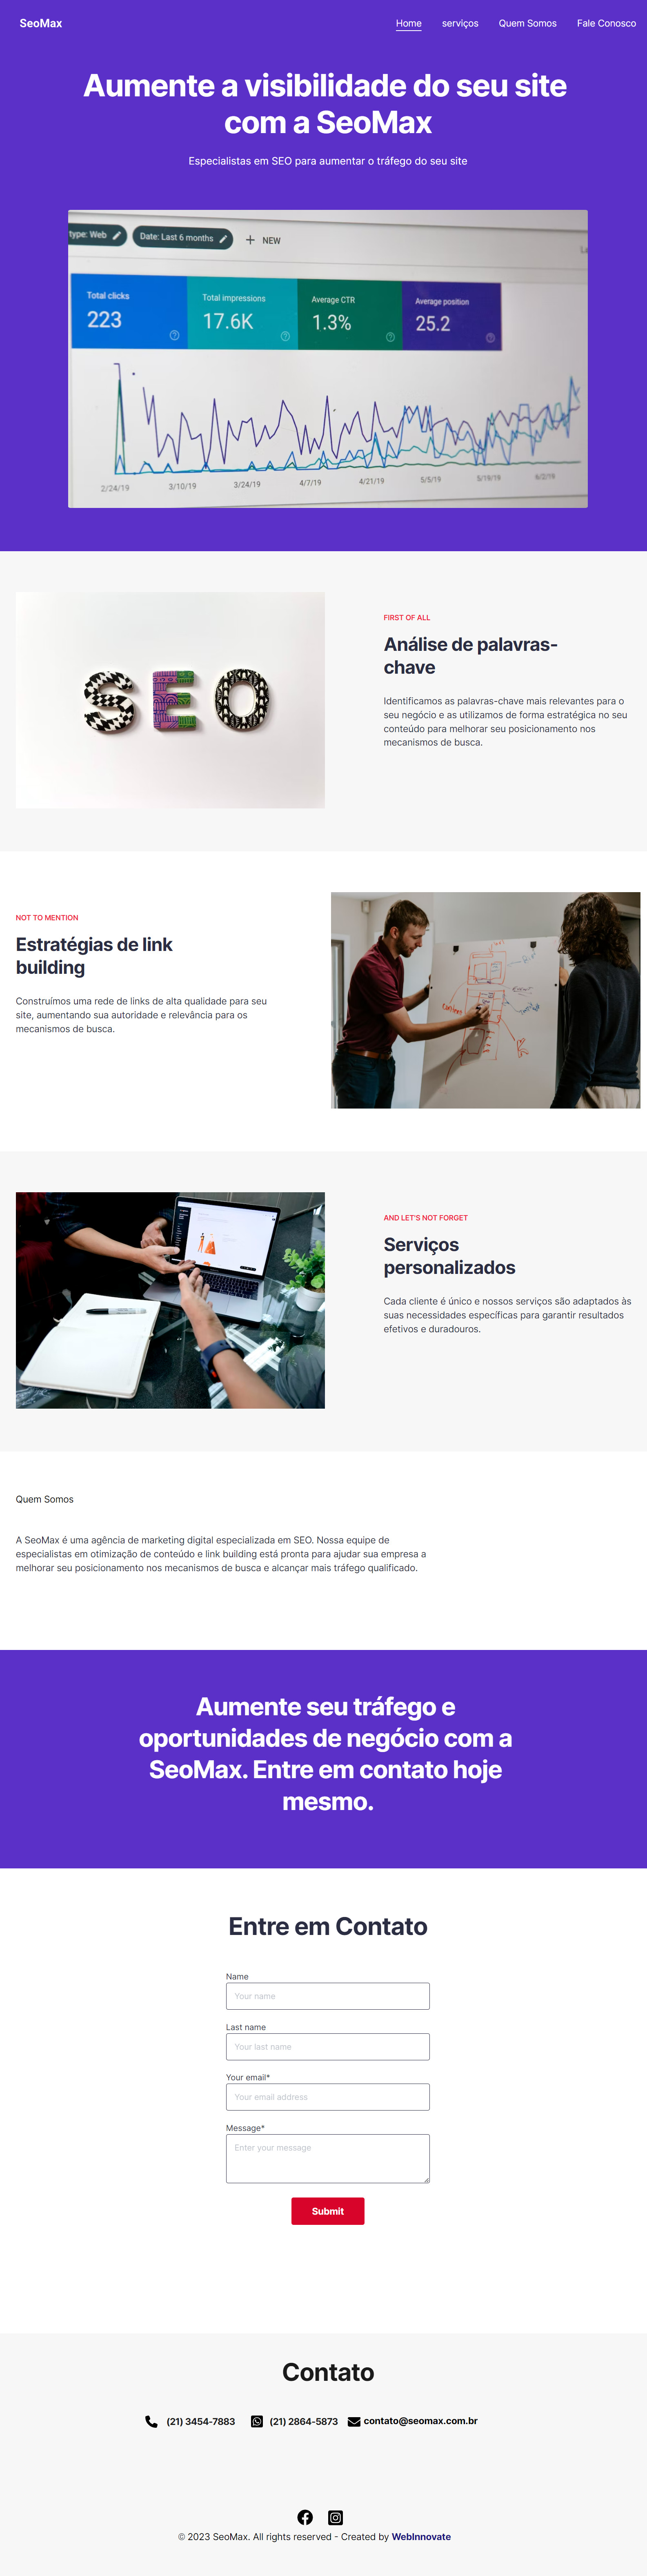 SeoMax
Home serviços Quem Somos Fale Conosco
Aumente a visibilidade do seu site
com a SeoMax
Especialistas em SEO para aumentar o tráfego do seu site
type: Web Date: Last 6 months + NEW
Total clicks Total impressions Average CTR Average position
223 17.6K 1.3% 25.2
2/24/19 3/10/19 3/24/19 4/7/19 4/21/19 5/5/19 5/19/19 6/2/19
SEO
FIRST OF ALL
Análise de palavras-
chave
Identificamos as palavras-chave mais relevantes para o
seu negócio e as utilizamos de forma estratégica no seu
conteúdo para melhorar seu posicionamento nos
mecanismos de busca.
NOT TO MENTION
Estratégias de link
building
Construímos uma rede de links de alta qualidade para seu
site, aumentando sua autoridade e relevância para os
mecanismos de busca.
AND LET'S NOT FORGET
Serviços
personalizados
Cada cliente é único e nossos serviços são adaptados às
suas necessidades específicas para garantir resultados
efetivos e duradouros.
Quem Somos
A SeoMax é uma agência de marketing digital especializada em SEO. Nossa equipe de
especialistas em otimização de conteúdo e link building está pronta para ajudar sua empresa a
melhorar seu posicionamento nos mecanismos de busca e alcançar mais tráfego qualificado.
Aumente seu tráfego e
oportunidades de negócio com a
SeoMax. Entre em contato hoje
mesmo.
Entre em Contato
Name
Your name
Last name
Your last name
Your email*
Your email address
Message*
Enter your message
Submit
Contato
(21) 3454-7883 (21) 2864-5873 contato@seomax.com.br
© 2023 SeoMax. All rights reserved - Created by WebInnovate